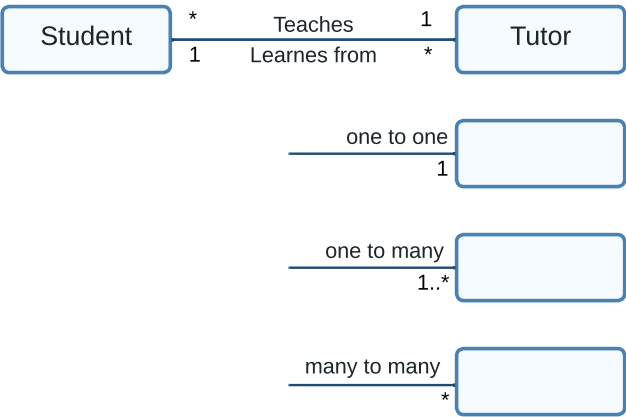 Student * Teaches 1 Tutor
1 Learnes from *
one to one
1
one to many
1..*
many to many
*